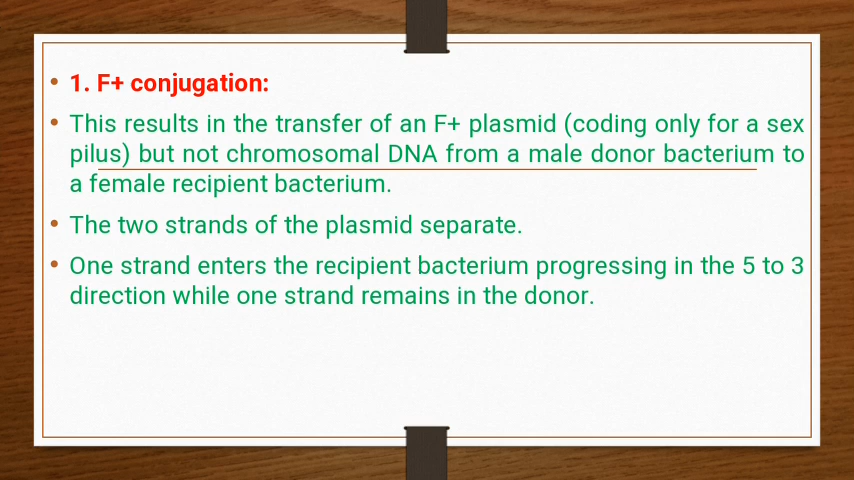 • 1. F+ conjugation:
• This results in the transfer of an F+ plasmid (coding only for a sex
pilus) but not chromosomal DNA from a male donor bacterium to
a female recipient bacterium.
• The two strands of the plasmid separate.
• One strand enters the recipient bacterium progressing in the 5 to 3
direction while one strand remains in the donor.